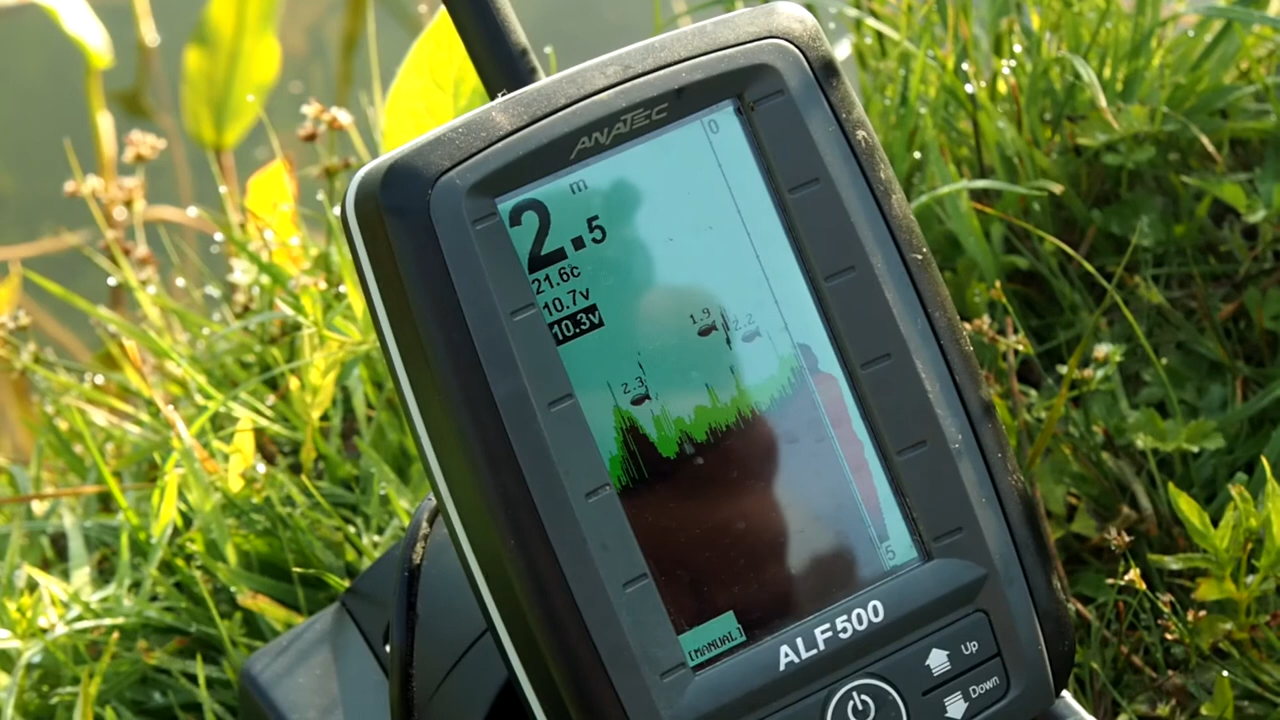 ANATEC
0
m
2.5
21.6c
10.7v
10.3v
1.9
2.2
2.3
5
[MANUAL]
ALF500
Up
Down